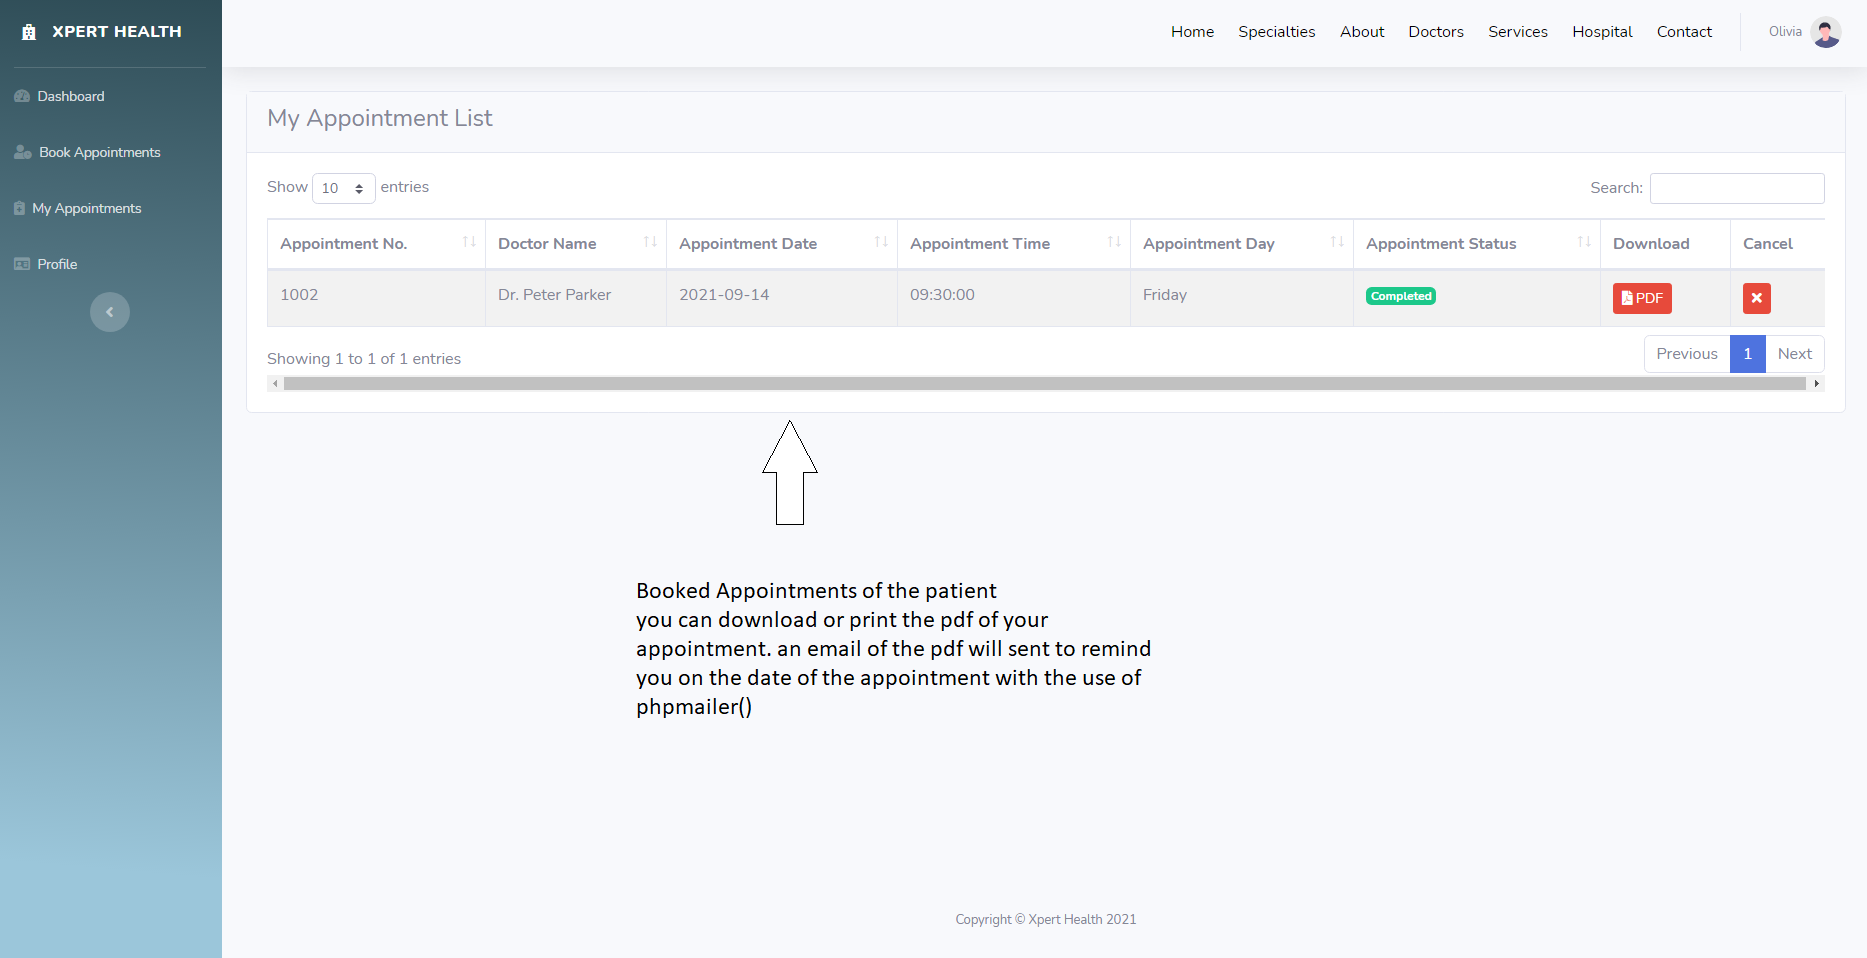 XPERT HEALTH
Home Specialties About Doctors Services Hospital Contact Olivia
Dashboard
Book Appointments
My Appointments
Profile
My Appointment List
Show 10 entries Search:
Appointment No. Doctor Name Appointment Date Appointment Time Appointment Day Appointment Status Download Cancel
1002 Dr. Peter Parker 2021-09-14 09:30:00 Friday Completed PDF
Showing 1 to 1 of 1 entries Previous 1 Next
Booked Appointments of the patient
you can download or print the pdf of your
appointment. an email of the pdf will sent to remind
you on the date of the appointment with the use of
phpmailer()
Copyright © Xpert Health 2021